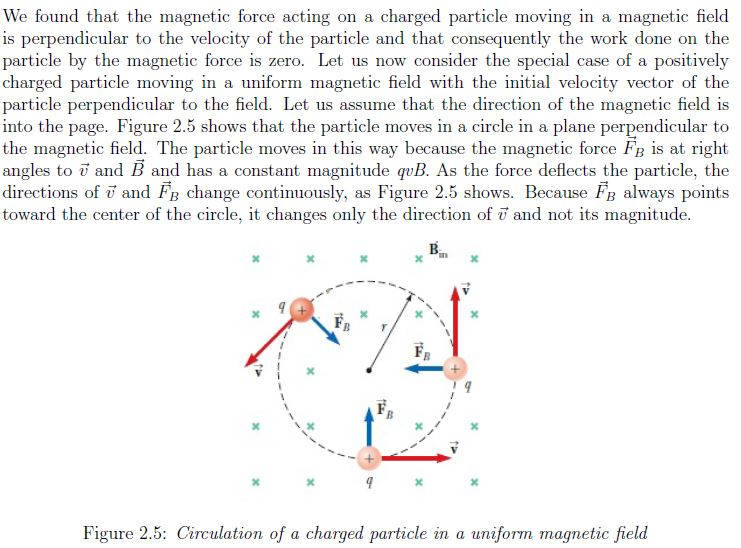 We found that the magnetic force acting on a charged particle moving in a magnetic field
is perpendicular to the velocity of the particle and that consequently the work done on the
particle by the magnetic force is zero. Let us now consider the special case of a positively
charged particle moving in a uniform magnetic field with the initial velocity vector of the
particle perpendicular to the field. Let us assume that the direction of the magnetic field is
into the page. Figure 2.5 shows that the particle moves in a circle in a plane perpendicular to
the magnetic field. The particle moves in this way because the magnetic force F⃗_B is at right
angles to v⃗ and B⃗ and has a constant magnitude qvB. As the force deflects the particle, the
directions of v⃗ and F⃗_B change continuously, as Figure 2.5 shows. Because F⃗_B always points
toward the center of the circle, it changes only the direction of v⃗ and not its magnitude.
B⃗_in
v⃗
q
+
F⃗_B
r
F⃗_B
v⃗
+
q
F⃗_B
v⃗
+
q
Figure 2.5: Circulation of a charged particle in a uniform magnetic field